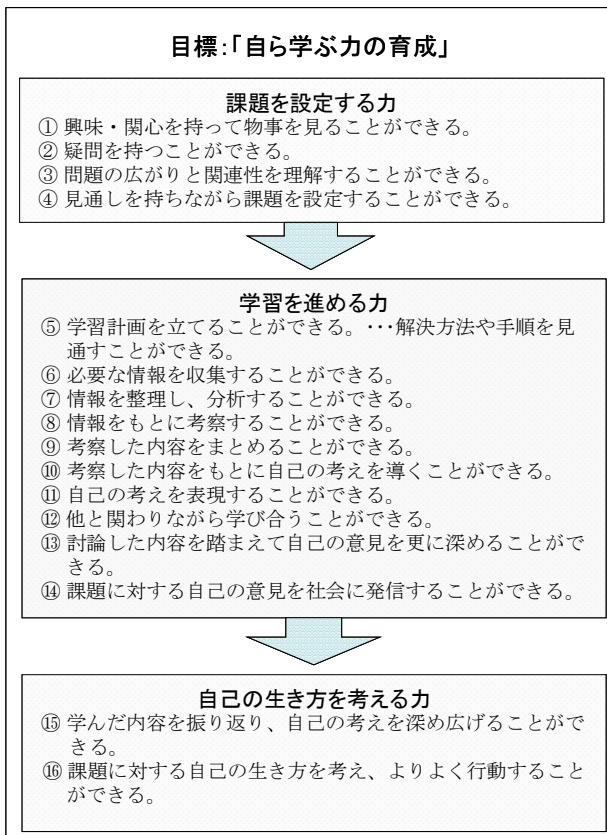 目標:「自ら学ぶ力の育成」
課題を設定する力
① 興味・関心を持って物事を見ることができる。
② 疑問を持つことができる。
③ 問題の広がりと関連性を理解することができる。
④ 見通しを持ちながら課題を設定することができる。
学習を進める力
⑤ 学習計画を立てることができる。・・・解決方法や手順を見
通すことができる。
⑥ 必要な情報を収集することができる。
⑦ 情報を整理し、分析することができる。
⑧ 情報をもとに考察することができる。
⑨ 考察した内容をまとめることができる。
⑩ 考察した内容をもとに自己の考えを導くことができる。
⑪ 自己の考えを表現することができる。
⑫ 他と関わりながら学び合うことができる。
⑬ 討論した内容を踏まえて自己の意見を更に深めることがで
きる。
⑭ 課題に対する自己の意見を社会に発信することができる。
自己の生き方を考える力
⑮ 学んだ内容を振り返り、自己の考えを深め広げることがで
きる。
⑯ 課題に対する自己の生き方を考え、よりよく行動すること
ができる。